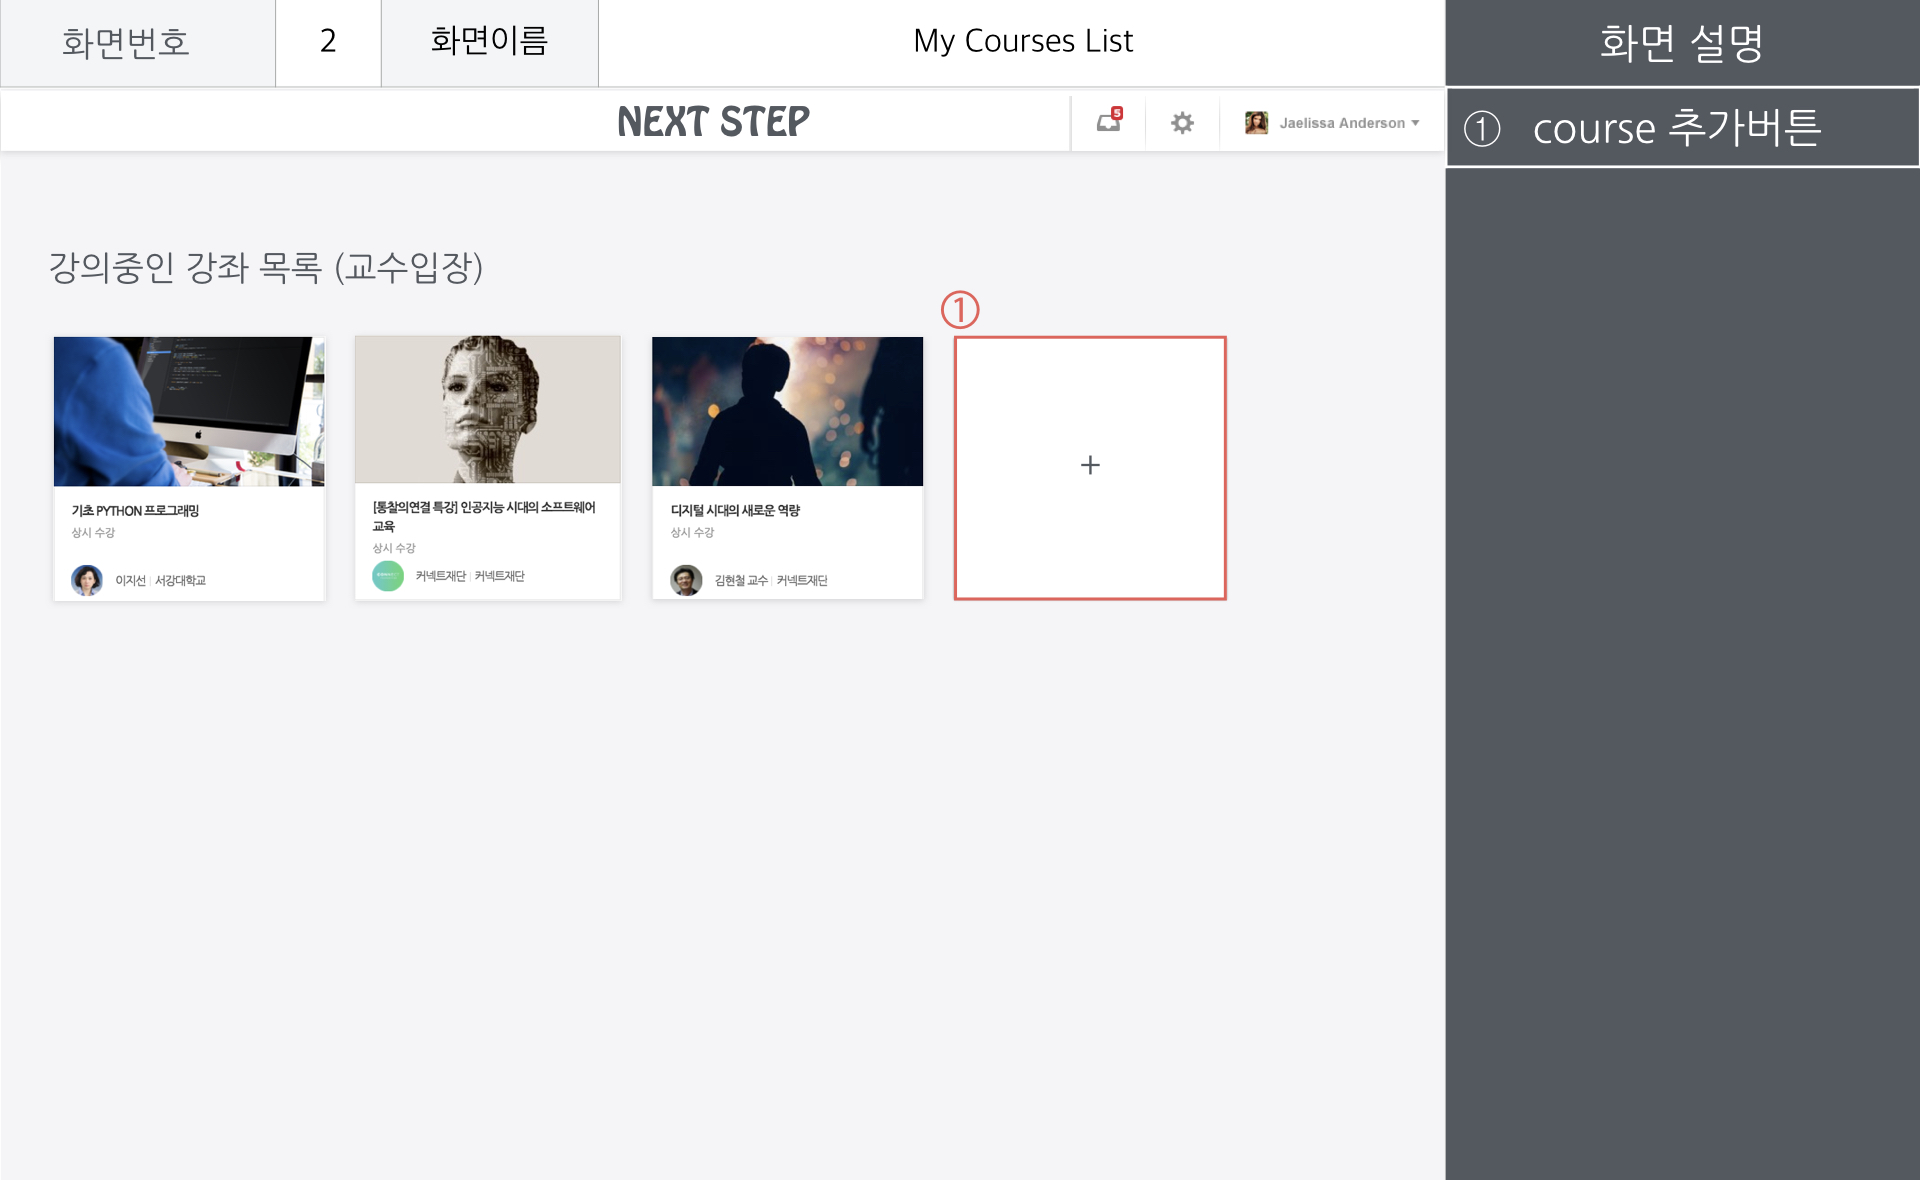 화면번호
2
화면이름
My Courses List
화면 설명
NEXT STEP
5
Jaelissa Anderson
① course 추가버튼
강의중인 강좌 목록 (교수입장)
①
기초 PYTHON 프로그래밍
상시 수강
이지선 | 서강대학교
[통찰의연결 특강] 인공지능 시대의 소프트웨어
교육
상시 수강
커넥트재단 | 커넥트재단
디지털 시대의 새로운 역량
상시 수강
김현철 교수 | 커넥트재단
+